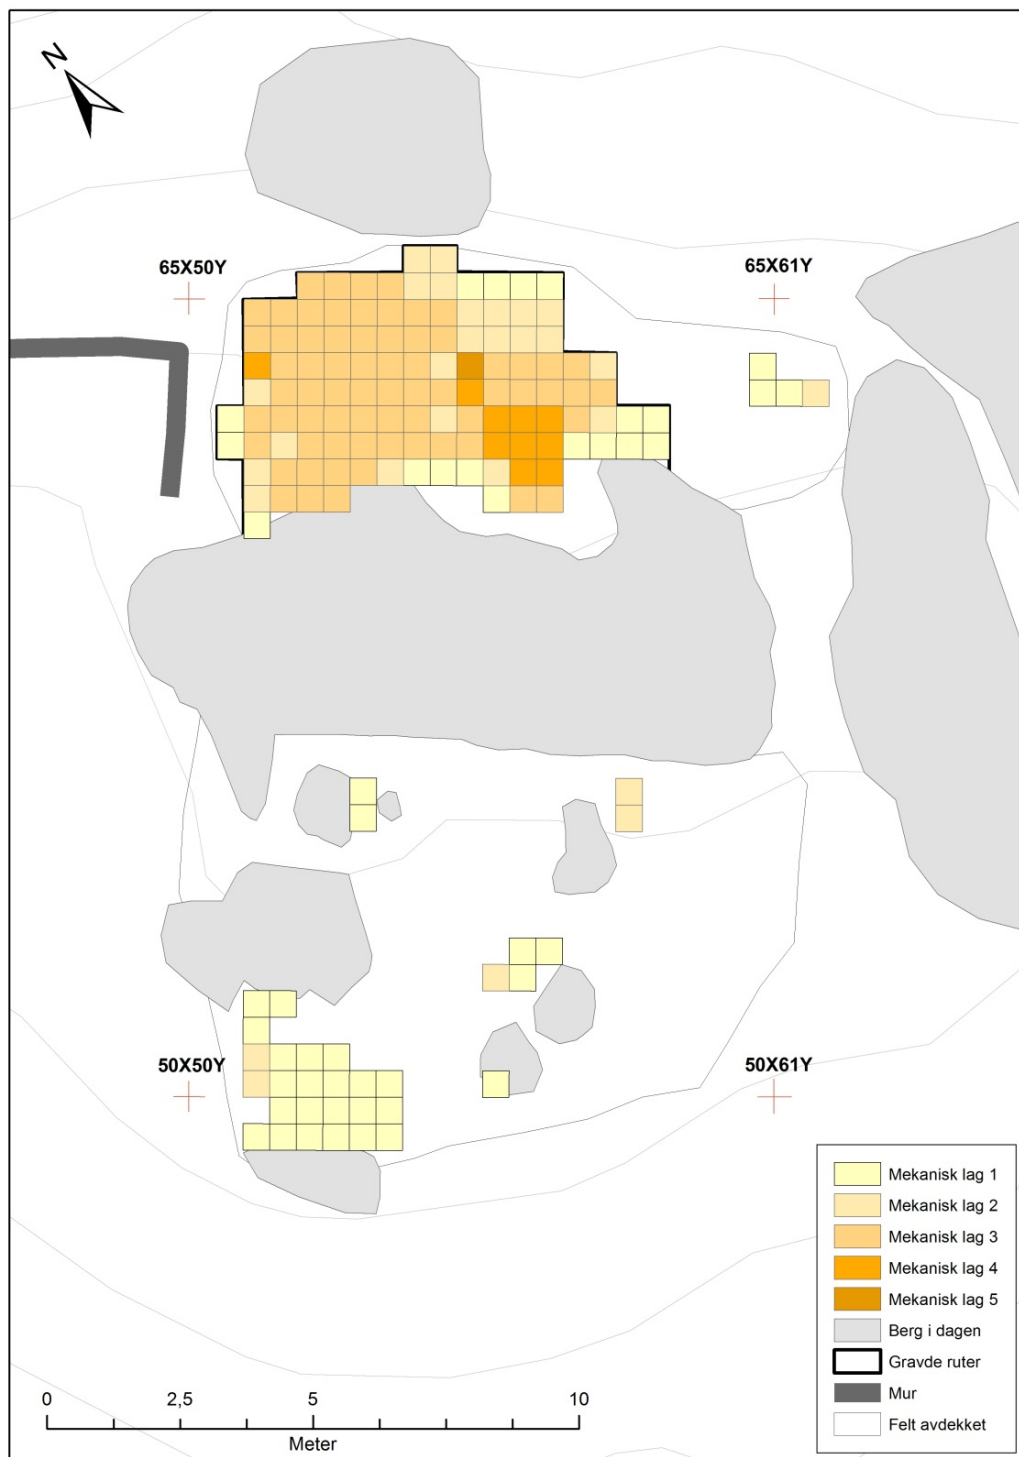 N
65X50Y
65X61Y
50X50Y
50X61Y
Mekanisk lag 1
Mekanisk lag 2
Mekanisk lag 3
Mekanisk lag 4
Mekanisk lag 5
Berg i dagen
Gravde ruter
Mur
Felt avdekket
0 2,5 5 10
Meter